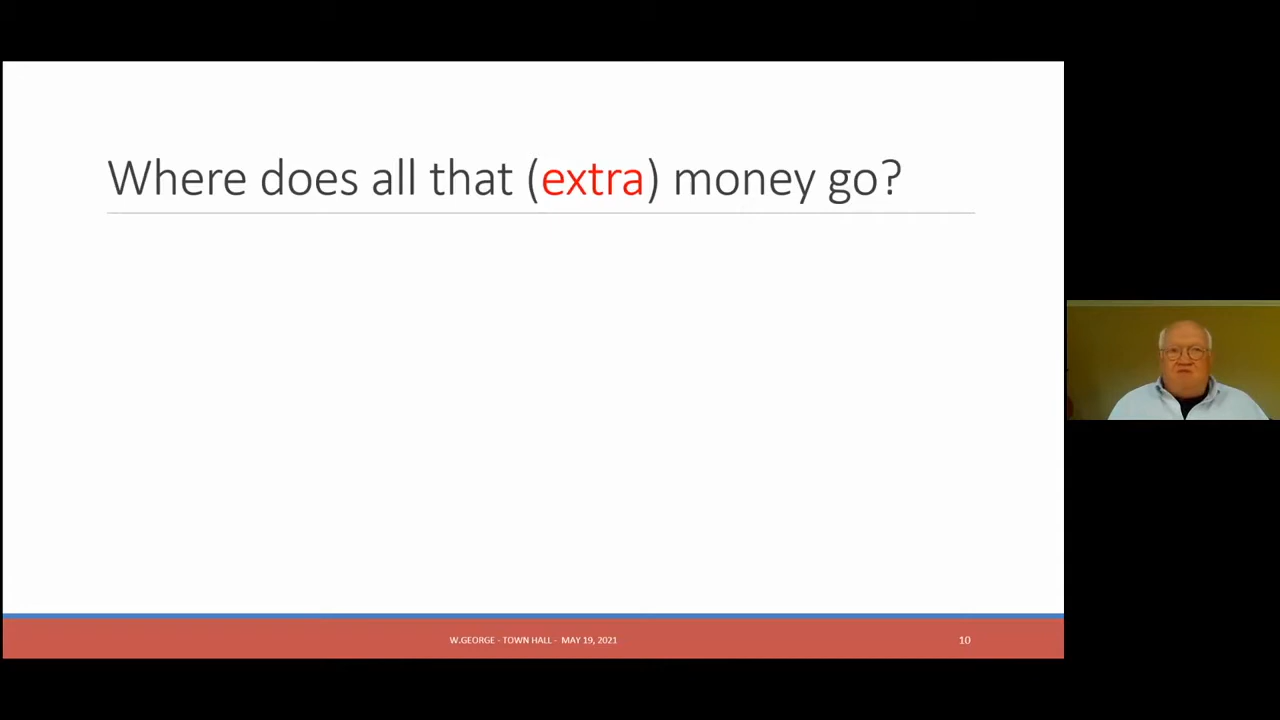 Where does all that (extra) money go?
W.GEORGE - TOWN HALL - MAY 19, 2021
10